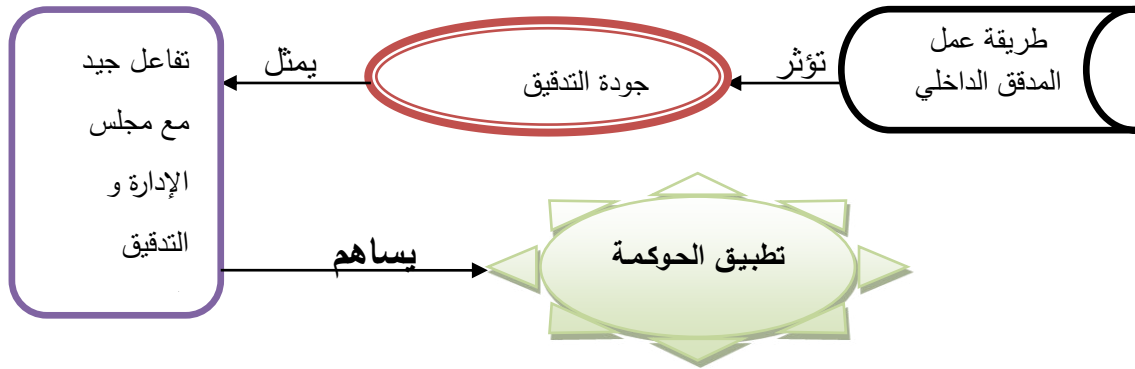 طريقة عمل
المدقق الداخلي
تؤثر
جودة التدقيق
يمثل
تفاعل جيد
مع مجلس
الإدارة و
التدقيق
يساهم
تطبيق الحوكمة